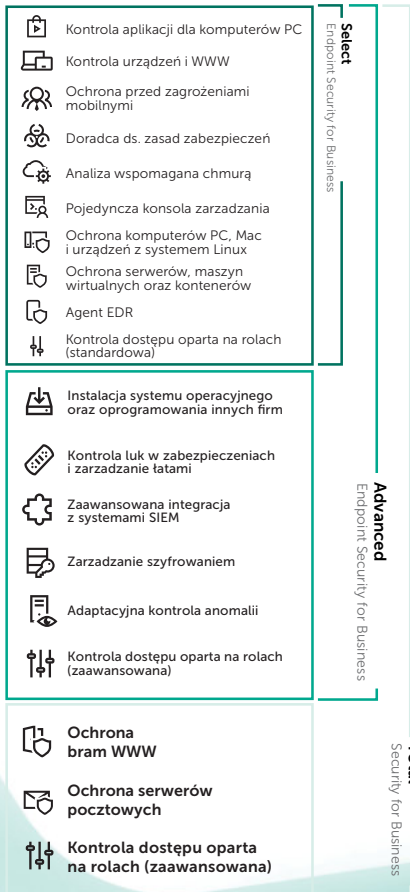 Kontrola aplikacji dla komputerów PC
Kontrola urządzeń i WWW
Ochrona przed zagrożeniami
mobilnymi
Doradca ds. zasad zabezpieczeń
Analiza wspomagana chmurą
Pojedyncza konsola zarzadzania
Ochrona komputerów PC, Mac
i urządzeń z systemem Linux
Ochrona serwerów, maszyn
wirtualnych oraz kontenerów
Agent EDR
Kontrola dostępu oparta na rolach
(standardowa)
Select
Endpoint Security for Business
Instalacja systemu operacyjnego
oraz oprogramowania innych firm
Kontrola luk w zabezpieczeniach
i zarzadzanie łatami
Zaawansowana integracja
z systemami SIEM
Zarzadzanie szyfrowaniem
Adaptacyjna kontrola anomalii
Kontrola dostępu oparta na rolach
(zaawansowana)
Advanced
Endpoint Security for Business
Ochrona
bram WWW
Ochrona serwerów
pocztowych
Kontrola dostępu oparta
na rolach (zaawansowana)
Security for Business